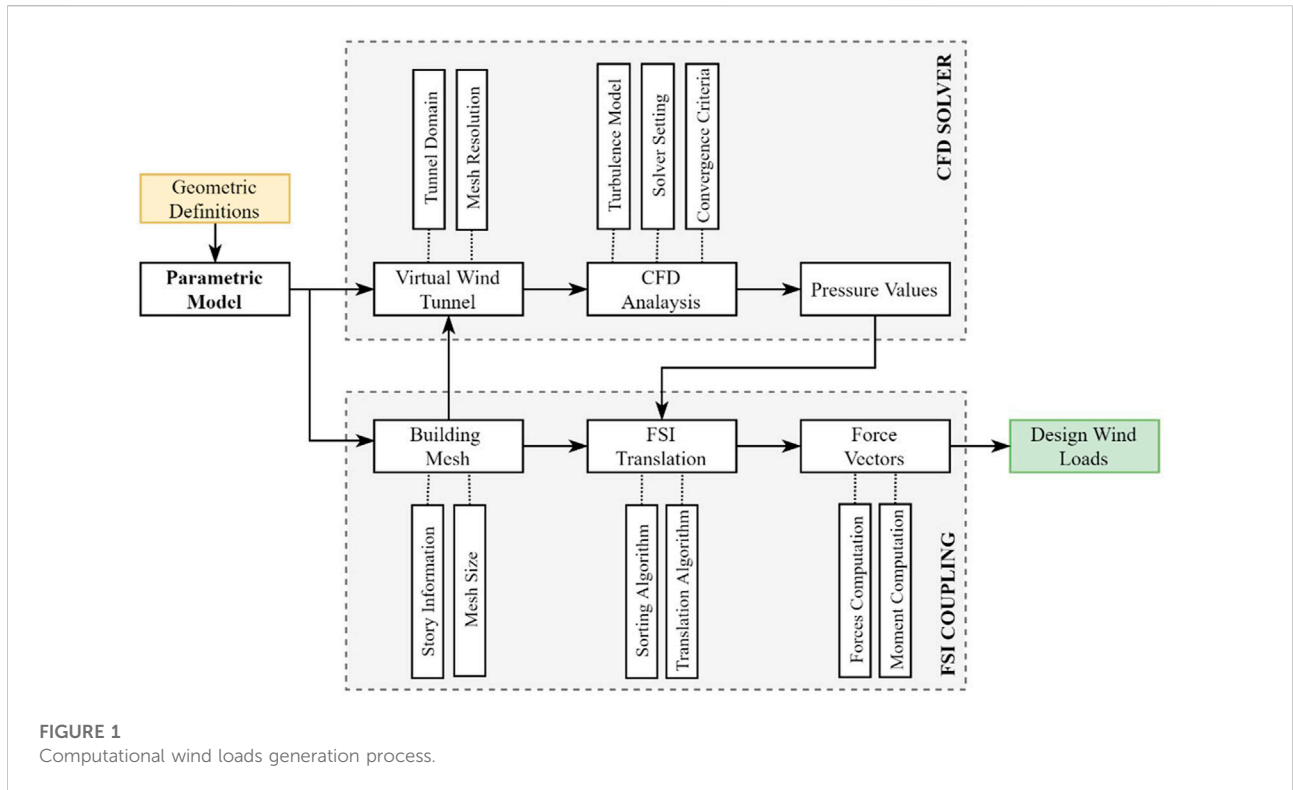 Tunnel Domain
Mesh Resolution
Turbulence Model
Solver Setting
Convergence Criteria
CFD SOLVER
Geometric
Definitions
Parametric
Model
Virtual Wind
Tunnel
CFD
Analaysis
Pressure Values
Building
Mesh
FSI
Translation
Force
Vectors
Design Wind
Loads
Story Information
Mesh Size
Sorting Algorithm
Translation Algorithm
Forces Computation
Moment Computation
FSI COUPLING
FIGURE 1
Computational wind loads generation process.